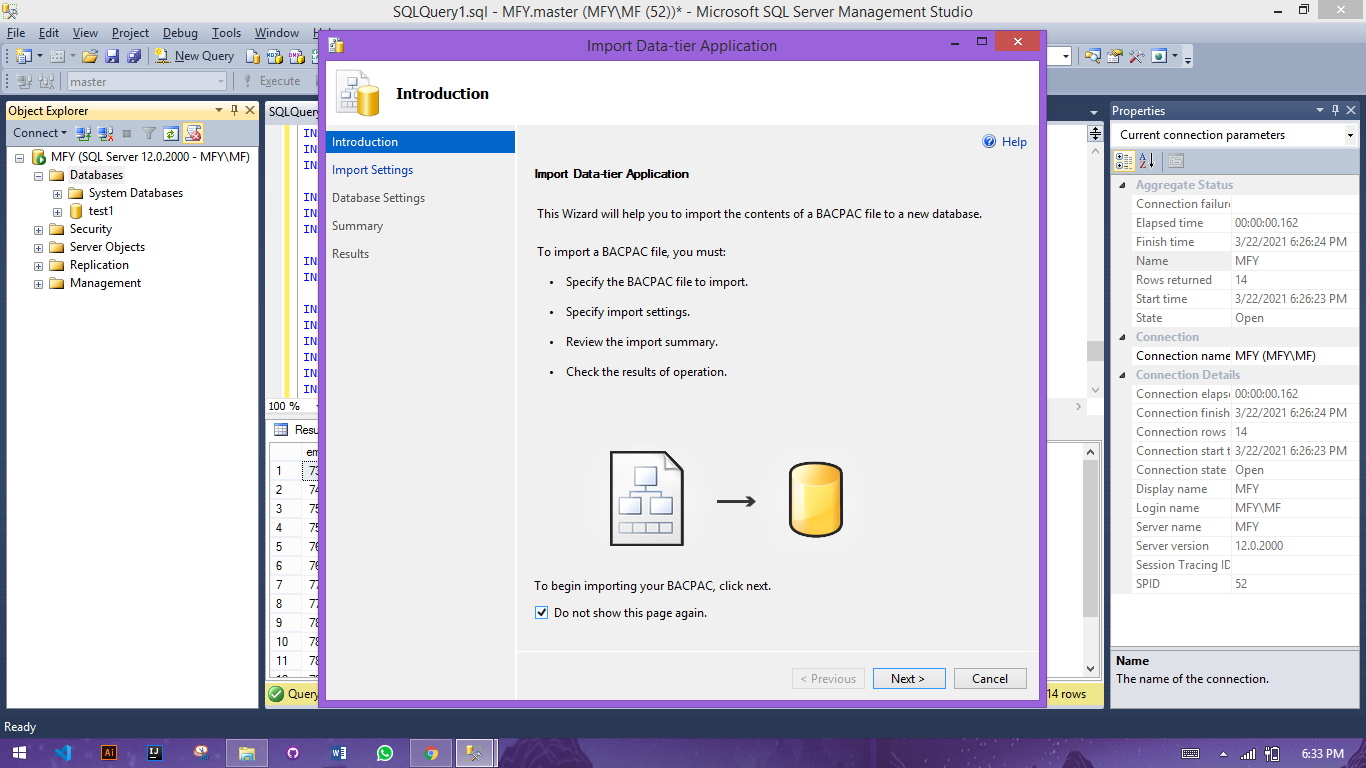 SQLQuery1.sql - MFY.master (MFY\MF (52))* - Microsoft SQL Server Management Studio
File Edit View Project Debug Tools Window
New Query
master
Execute
Object Explorer
Connect
MFY (SQL Server 12.0.2000 - MFY\MF)
Databases
System Databases
test1
Security
Server Objects
Replication
Management
SQLQuery
IN
IN
IN
IN
IN
IN
IN
IN
IN
IN
IN
IN
IN
IN
100 %
Resu
em
1 73
2 74
3 75
4 75
5 76
6 76
7 77
8 77
9 78
10 78
11 78
Query
14 rows
Import Data-tier Application
Introduction
Introduction
Import Settings
Database Settings
Summary
Results
Help
Import Data-tier Application
This Wizard will help you to import the contents of a BACPAC file to a new database.
To import a BACPAC file, you must:
• Specify the BACPAC file to import.
• Specify import settings.
• Review the import summary.
• Check the results of operation.
To begin importing your BACPAC, click next.
Do not show this page again.
< Previous Next > Cancel
Properties
Current connection parameters
Aggregate Status
Connection failure
Elapsed time 00:00:00.162
Finish time 3/22/2021 6:26:24 PM
Name MFY
Rows returned 14
Start time 3/22/2021 6:26:23 PM
State Open
Connection
Connection name MFY (MFY\MF)
Connection Details
Connection elapse 00:00:00.162
Connection finish 3/22/2021 6:26:24 PM
Connection rows 14
Connection start t 3/22/2021 6:26:23 PM
Connection state Open
Display name MFY
Login name MFY\MF
Server name MFY
Server version 12.0.2000
Session Tracing ID
SPID 52
Name
The name of the connection.
Ready
6:33 PM